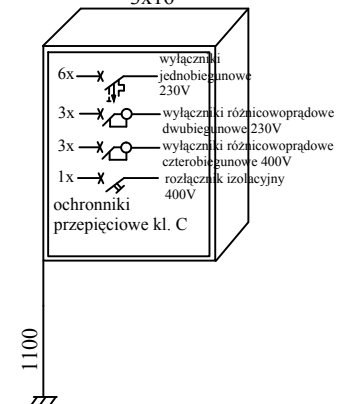 wyłączniki
6x jednobiegunowe
230V
3x wyłączniki różnicowoprądowe
dwubiegunowe 230V
3x wyłączniki różnicowoprądowe
czterobiegunowe 400V
1x rozłącznik izolacyjny
400V
ochronniki
przepięciowe kl. C
1100